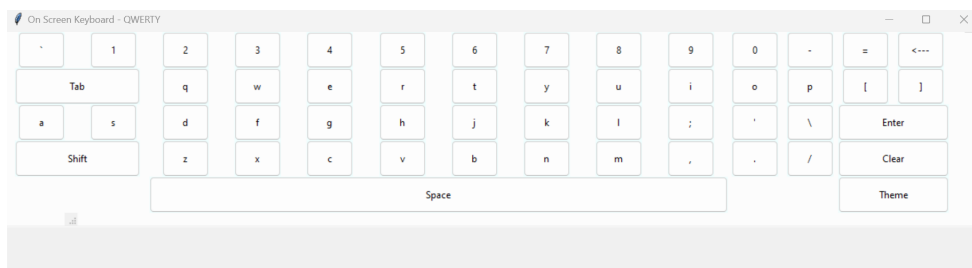 On Screen Keyboard - QWERTY
` 1 2 3 4 5 6 7 8 9 0 - = <---
Tab q w e r t y u i o p [ ]
a s d f g h j k l ; ' \ Enter
Shift z x c v b n m , . / Clear
Space Theme